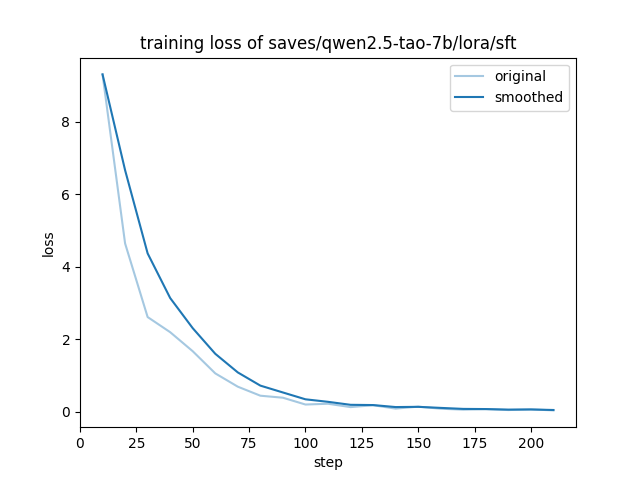 training loss of saves/qwen2.5-tao-7b/lora/sft
original
smoothed
8
6
4
2
0
loss
0 25 50 75 100 125 150 175 200
step